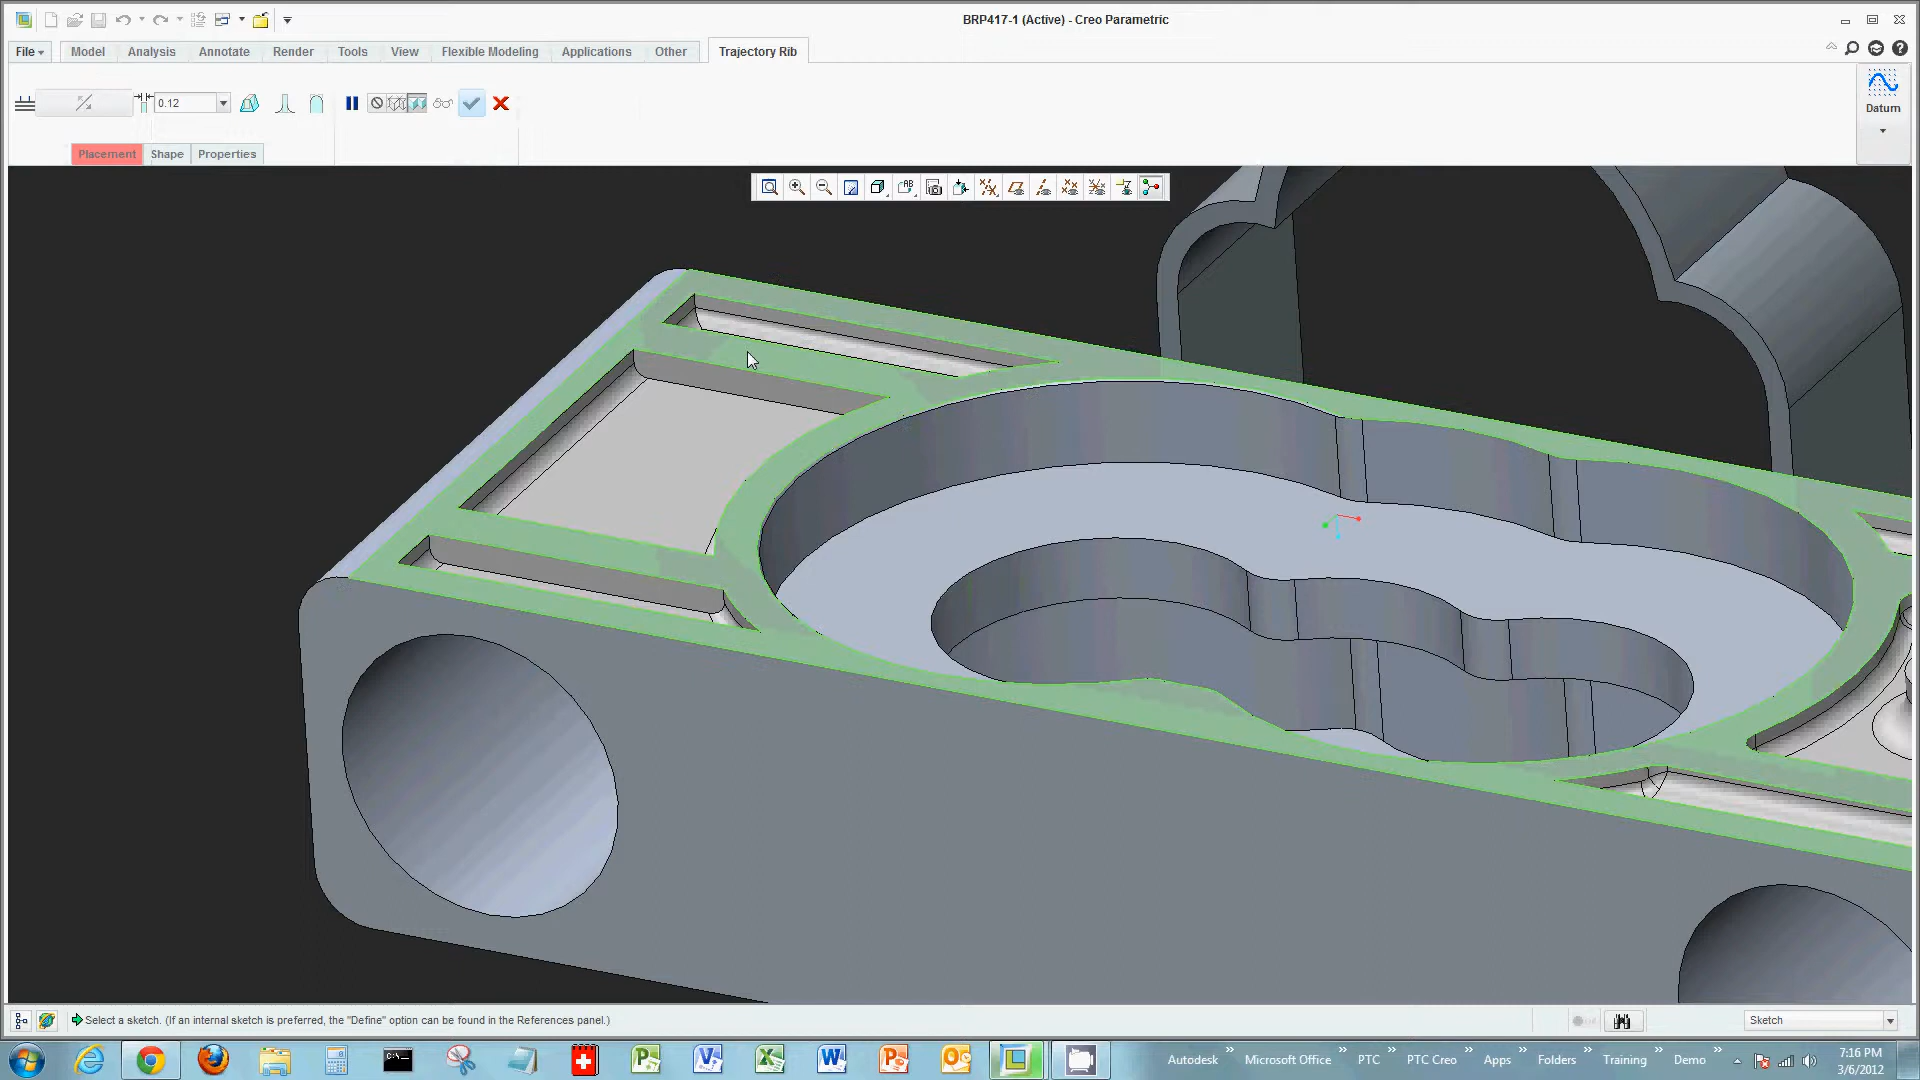 BRP417-1 (Active) - Creo Parametric
File Model Analysis Annotate Render Tools View Flexible Modeling Applications Other Trajectory Rib
0.12
Datum
Placement Shape Properties
Select a sketch. (If an internal sketch is preferred, the "Define" option can be found in the References panel.)
Sketch
Autodesk » Microsoft Office » PTC » PTC Creo » Apps » Folders » Training » Demo »
7:16 PM
3/6/2012